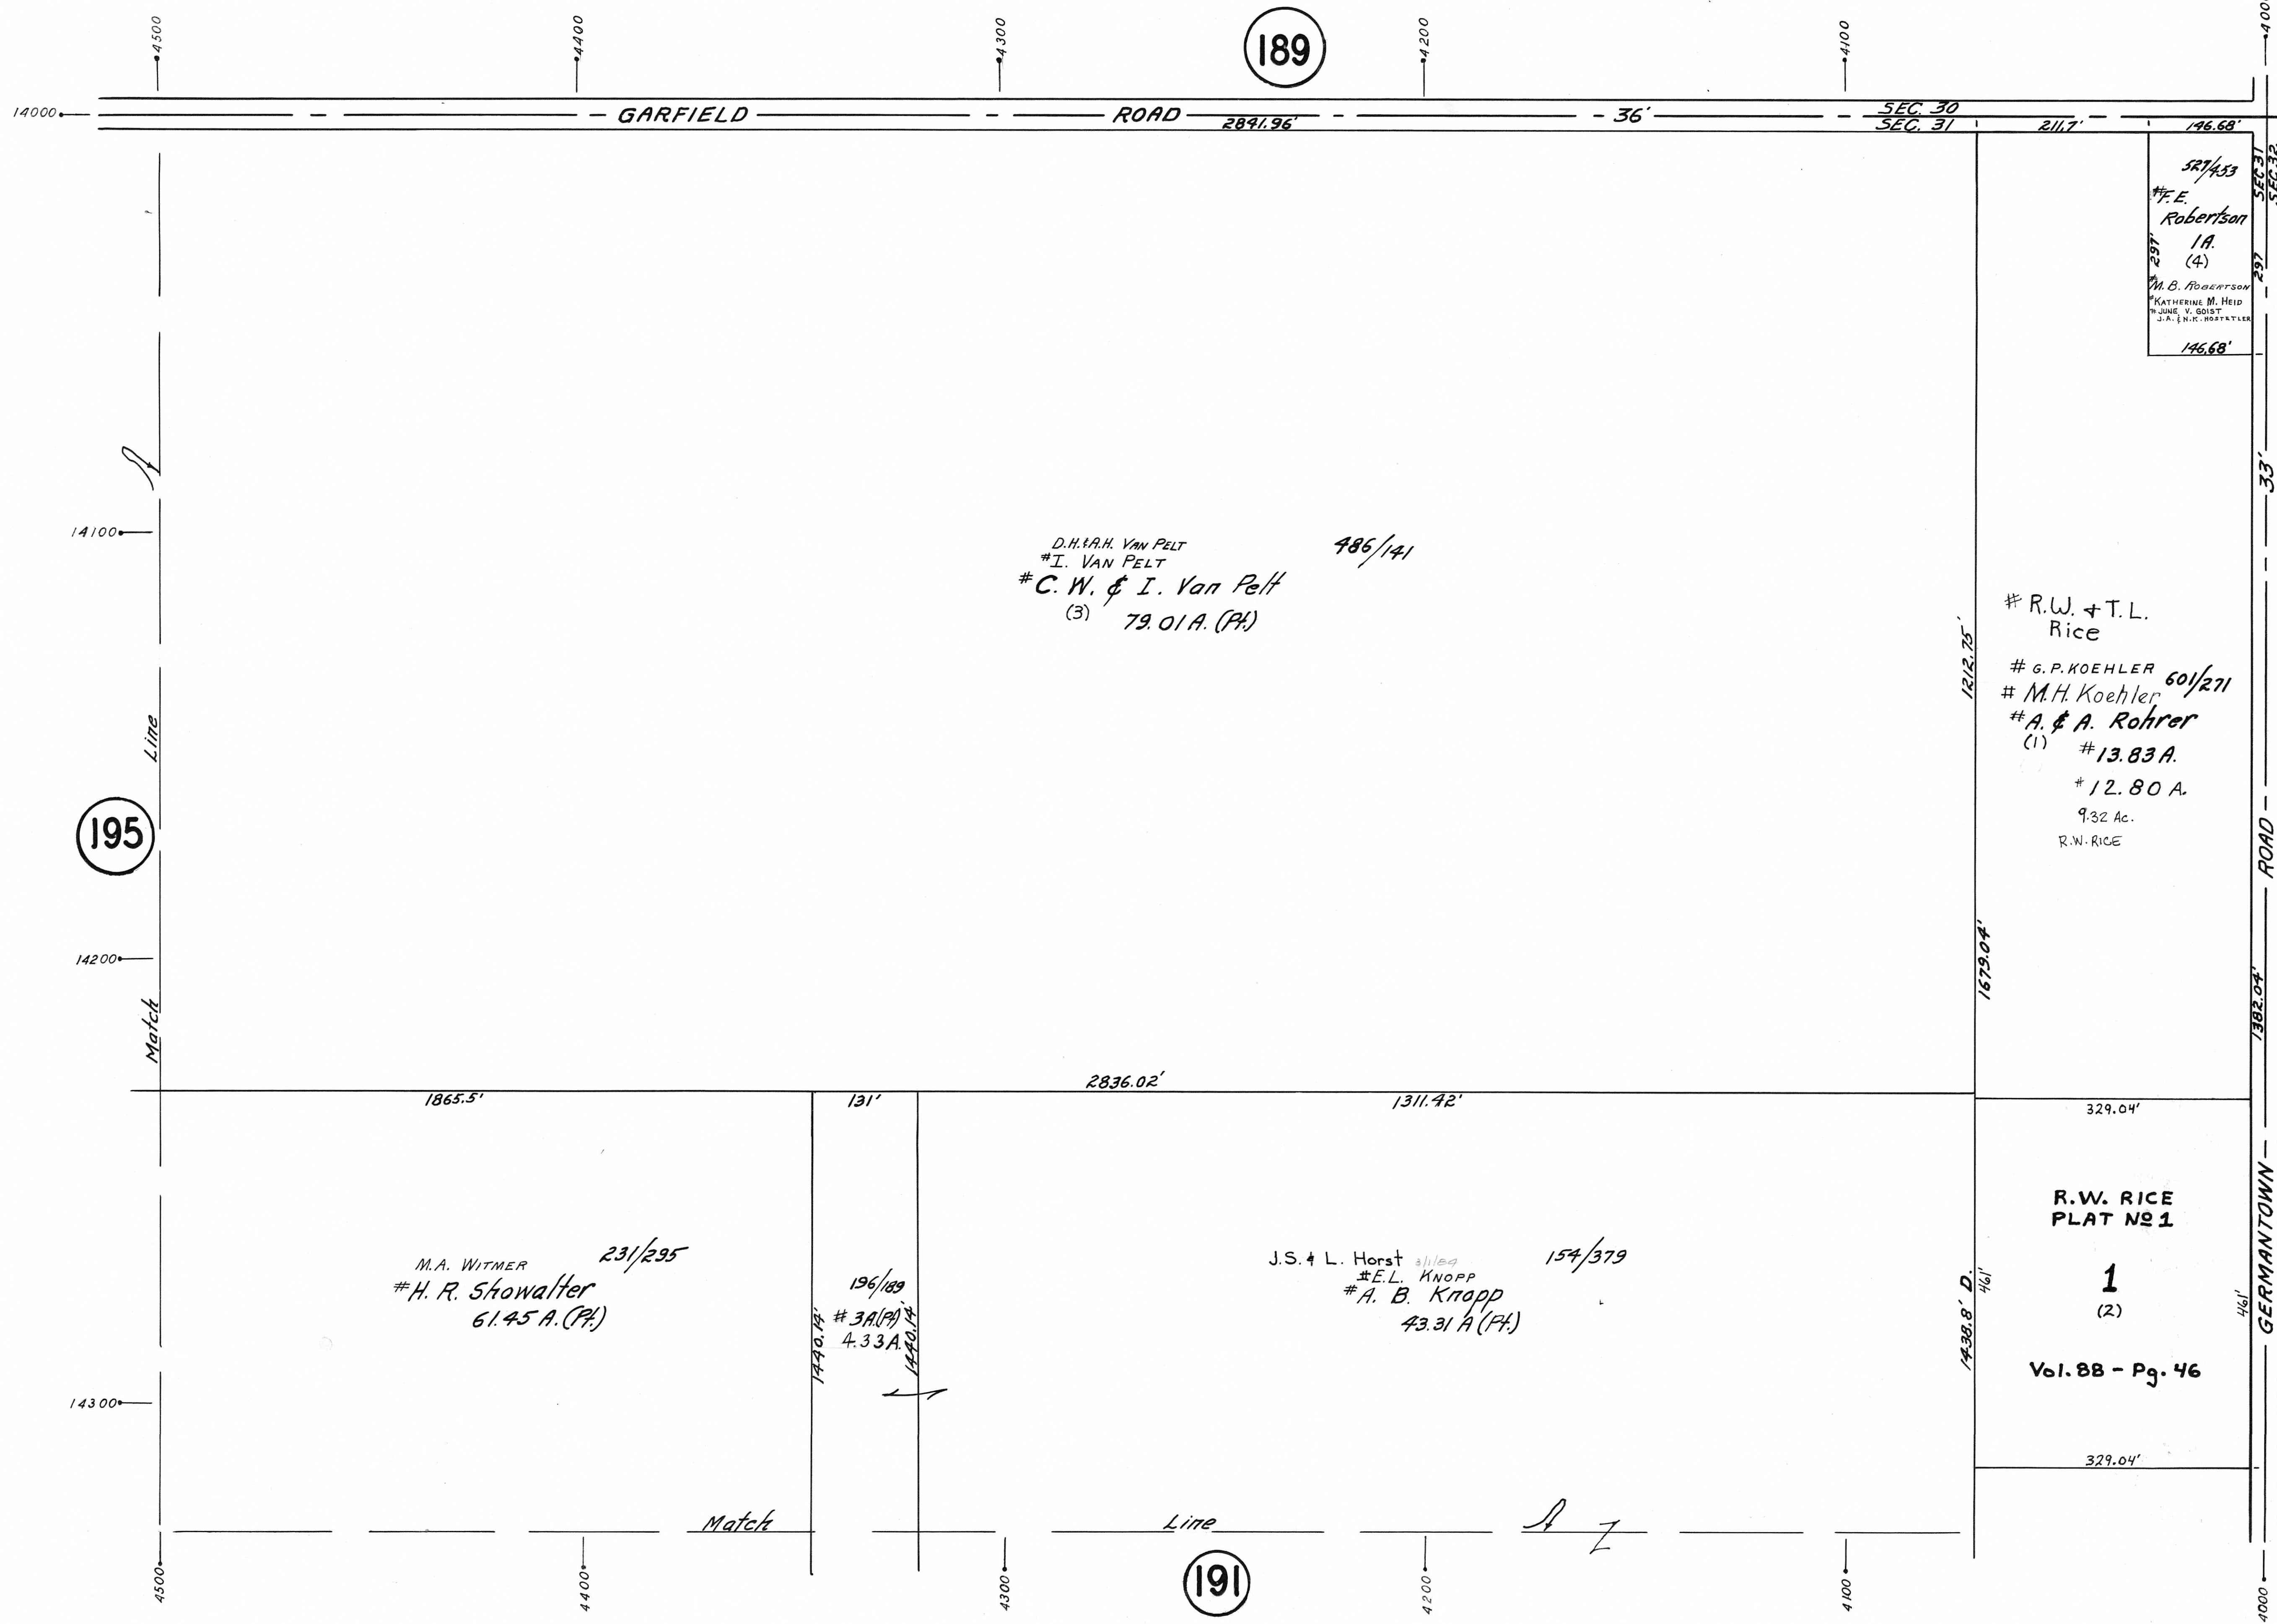 4500
4400
4300
189
4200
4100
4000
14000
GARFIELD ROAD 36'
2841.96'
SEC. 30
SEC. 31
211.7'
146.68'
SEC 31
SEC. 32
527/453
#F.E.
Robertson
1A.
(4)
297'
297
#M. B. ROBERTSON
#KATHERINE M. HEID
#JUNE V. GOIST
J.A. & N.K. HOSTETLER
146.68'
33'
14100
D.H. & A.H. VAN PELT
#I. VAN PELT
#C. W. & I. Van Pelt
(3) 79.01 A. (Pt.)
486/141
1212.75'
# R.W. + T.L.
Rice
# G.P. KOEHLER
601/271
# M.H. Koehler
#A. & A. Rohrer
(1) #13.83 A.
#12.80 A.
9.32 Ac.
R.W. RICE
Line
195
ROAD
14200
1679.04'
1382.04'
Match
2836.02'
1865.5'
131'
1311.42'
329.04'
GERMANTOWN
R.W. RICE
PLAT No 1
1
(2)
Vol. 88 - Pg. 46
461'
461'
M.A. WITMER
231/295
#H. R. Showalter
61.45 A. (Pt.)
196/189
# 3A.(Pt)
4.33A.
1440.14'
1440.14'
J.S. & L. Horst 3/1/84
154/379
#E.L. KNOPP
#A. B. Knopp
43.31 A (Pt.)
1438.8' D.
14300
329.04'
Match Line
4500
4400
4300
191
4200
4100
4000